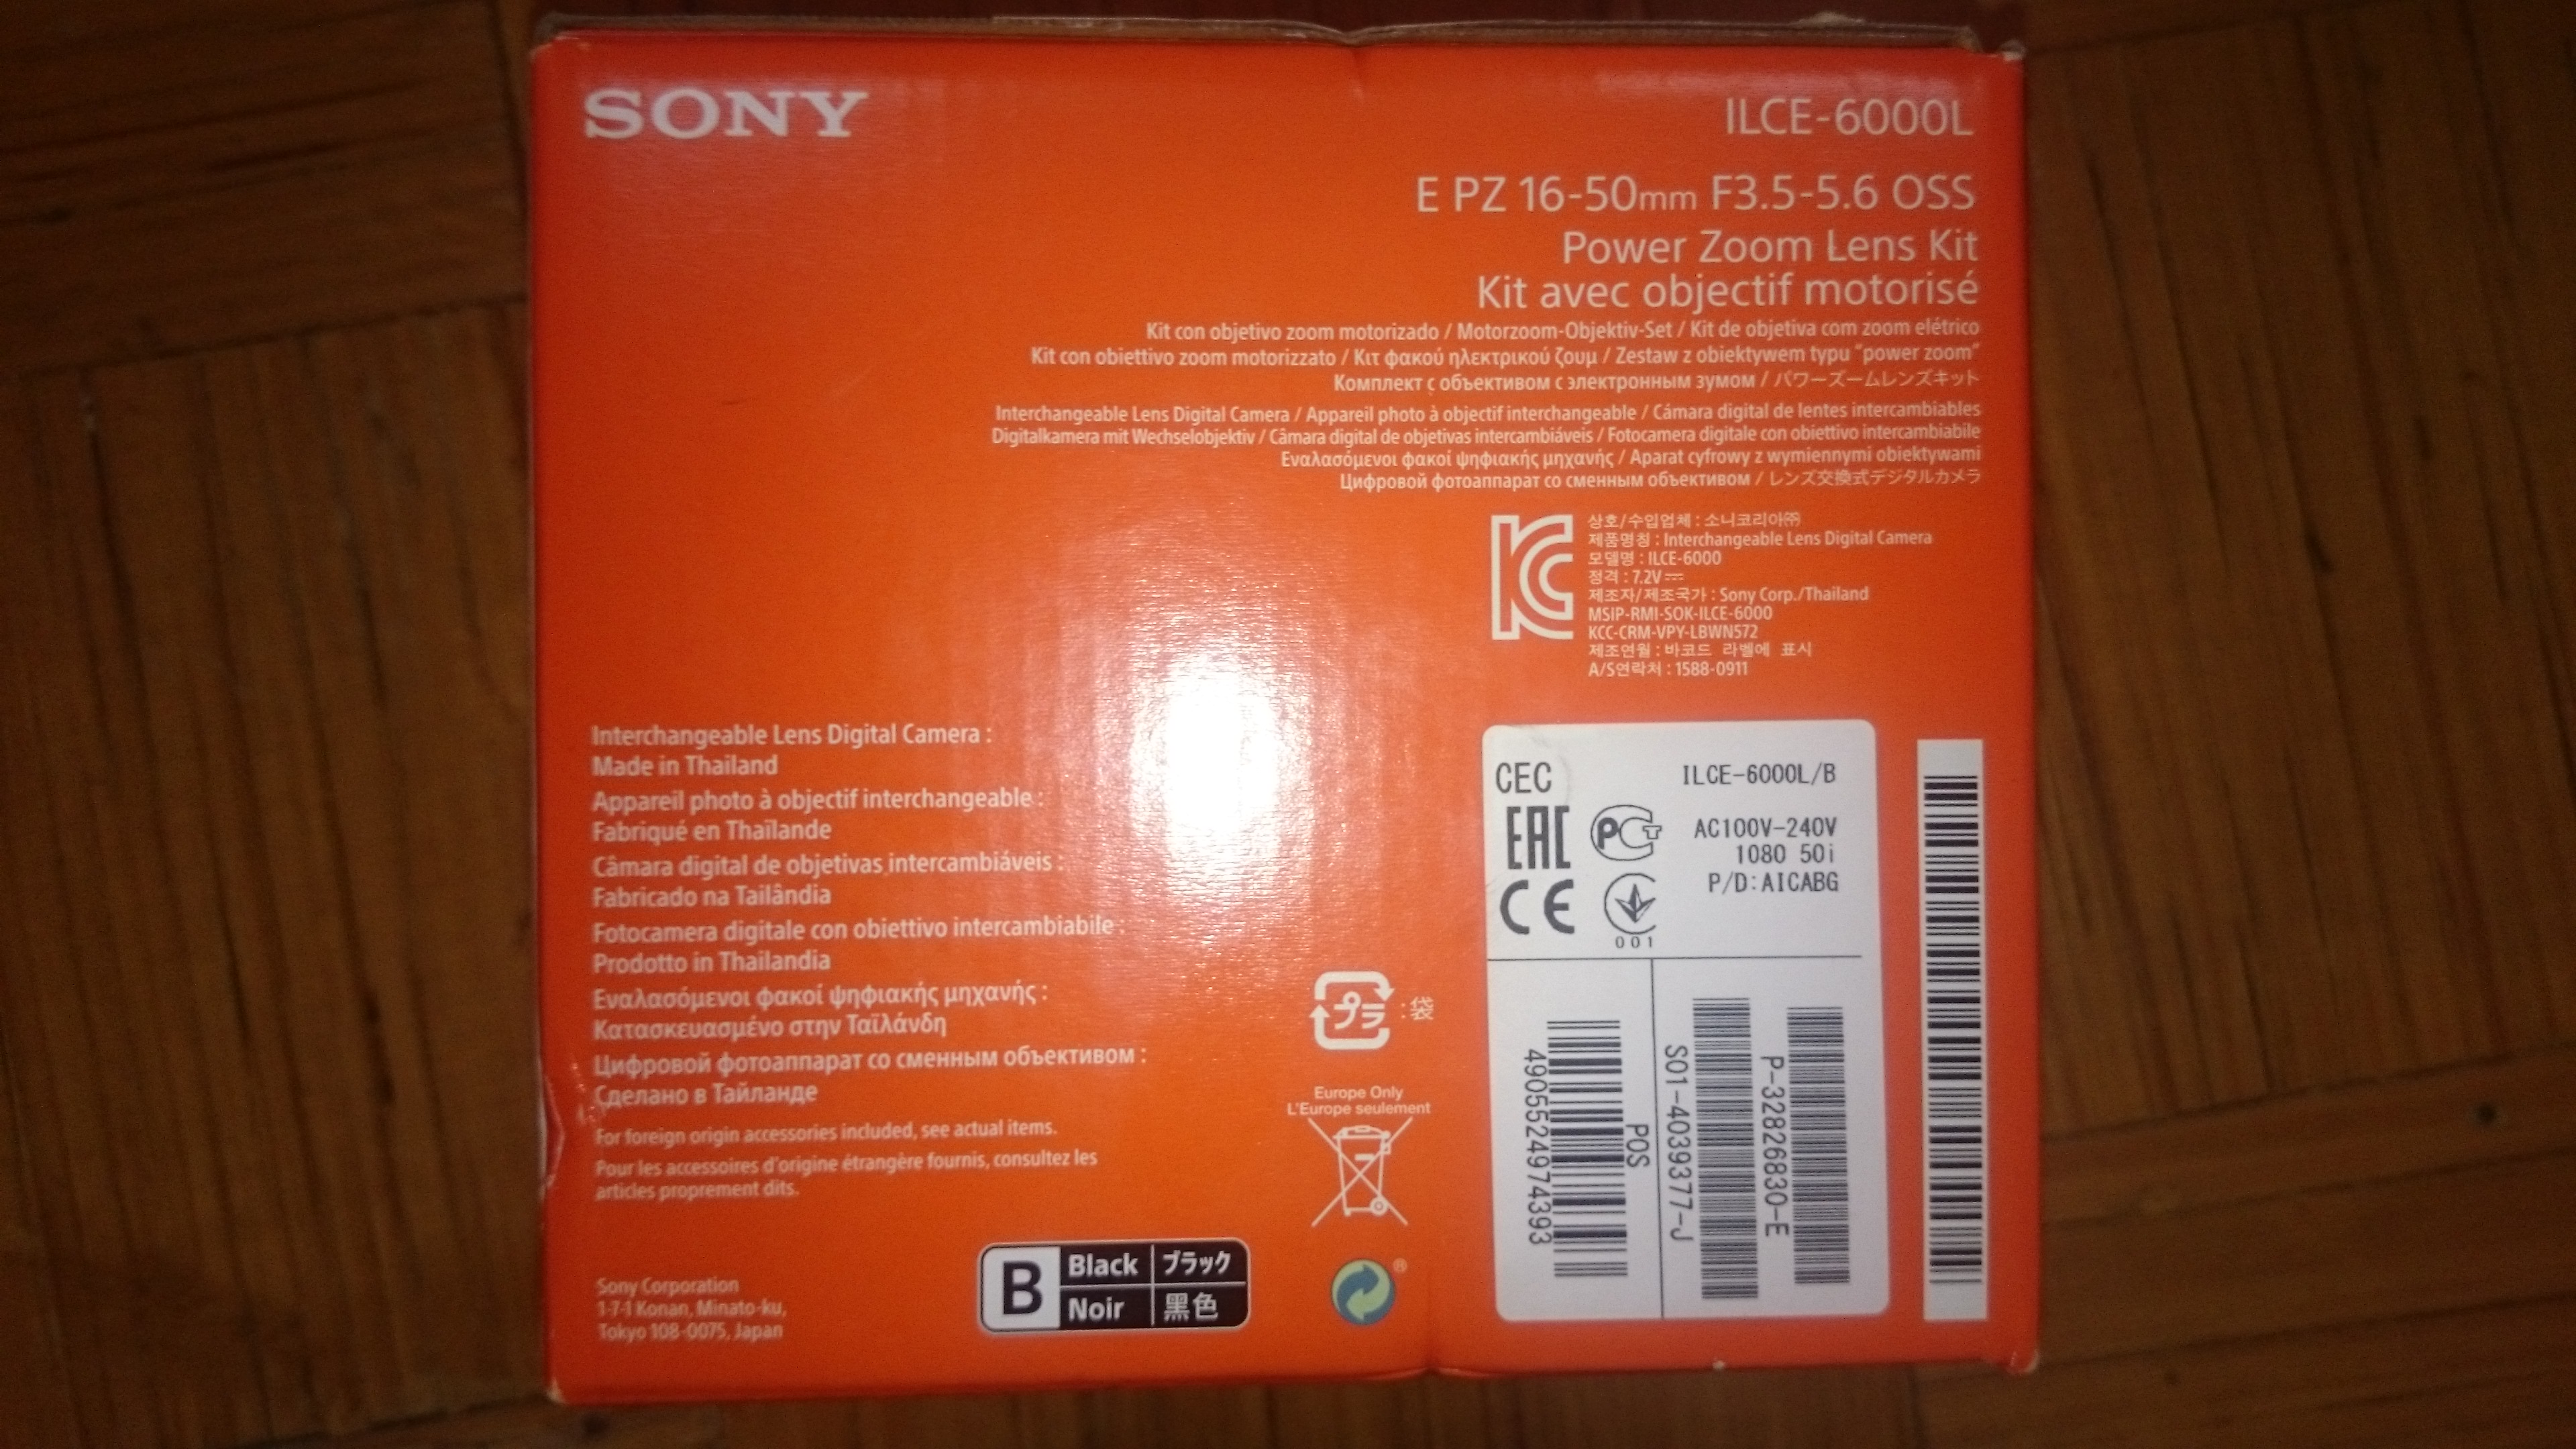 SONY
ILCE-6000L
E PZ 16-50mm F3.5-5.6 OSS
Power Zoom Lens Kit
Kit avec objectif motorisé
Kit con objetivo zoom motorizado / Motorzoom-Objektiv-Set / Kit de objetiva com zoom elétrico
Kit con obiettivo zoom motorizzato / Κιτ φακού ηλεκτρικού ζουμ / Zestaw z obiektywem typu "power zoom"
Комплект с объективом с электронным зумом / パワーズームレンズキット
Interchangeable Lens Digital Camera / Appareil photo à objectif interchangeable / Cámara digital de lentes intercambiables
Digitalkamera mit Wechselobjektiv / Câmara digital de objetivas intercambiáveis / Fotocamera digitale con obiettivo intercambiabile
Εναλασόμενοι φακοί ψηφιακής μηχανής / Aparat cyfrowy z wymiennymi obiektywami
Цифровой фотоаппарат со сменным объективом / レンズ交換式デジタルカメラ
상호/수입업체 : 소니코리아㈜
제품명칭 : Interchangeable Lens Digital Camera
모델명 : ILCE-6000
정격 : 7.2V⎓
제조자/제조국가 : Sony Corp./Thailand
MSIP-RMI-SOK-ILCE-6000
KCC-CRM-VPY-LBWN572
제조연월 : 바코드 라벨에 표시
A/S연락처 : 1588-0911
Interchangeable Lens Digital Camera :
Made in Thailand
Appareil photo à objectif interchangeable :
Fabriqué en Thaïlande
Câmara digital de objetivas intercambiáveis :
Fabricado na Tailândia
Fotocamera digitale con obiettivo intercambiabile :
Prodotto in Thailandia
Εναλασόμενοι φακοί ψηφιακής μηχανής :
Κατασκευασμένο στην Ταϊλάνδη
Цифровой фотоаппарат со сменным объективом :
Сделано в Тайланде
For foreign origin accessories included, see actual items.
Pour les accessoires d'origine étrangère fournis, consultez les
articles proprement dits.
Sony Corporation
1-7-1 Konan, Minato-ku,
Tokyo 108-0075, Japan
B
Black ブラック
Noir 黒色
プラ :袋
Europe Only
L'Europe seulement
®
CEC
ILCE-6000L/B
EAC
PCT
AC100V-240V
1080 50i
P/D:AICABG
CE
001
P-32826830-E
S01-4039377-J
POS
4905524974393